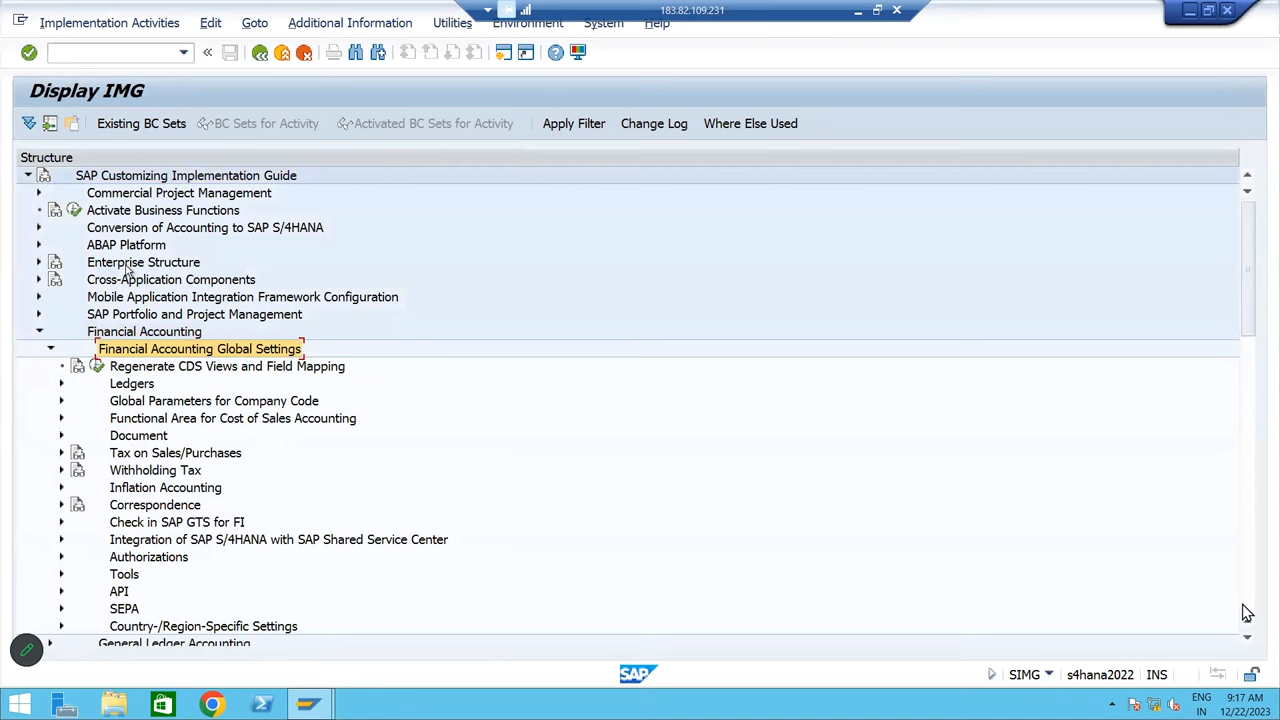 Implementation Activities Edit Goto Additional Information Utilities Environment System Help
183.82.109.231
Display IMG
Existing BC Sets BC Sets for Activity Activated BC Sets for Activity Apply Filter Change Log Where Else Used
Structure
SAP Customizing Implementation Guide
Commercial Project Management
Activate Business Functions
Conversion of Accounting to SAP S/4HANA
ABAP Platform
Enterprise Structure
Cross-Application Components
Mobile Application Integration Framework Configuration
SAP Portfolio and Project Management
Financial Accounting
Financial Accounting Global Settings
Regenerate CDS Views and Field Mapping
Ledgers
Global Parameters for Company Code
Functional Area for Cost of Sales Accounting
Document
Tax on Sales/Purchases
Withholding Tax
Inflation Accounting
Correspondence
Check in SAP GTS for FI
Integration of SAP S/4HANA with SAP Shared Service Center
Authorizations
Tools
API
SEPA
Country-/Region-Specific Settings
General Ledger Accounting
SAP SIMG s4hana2022 INS
ENG 9:17 AM
IN 12/22/2023